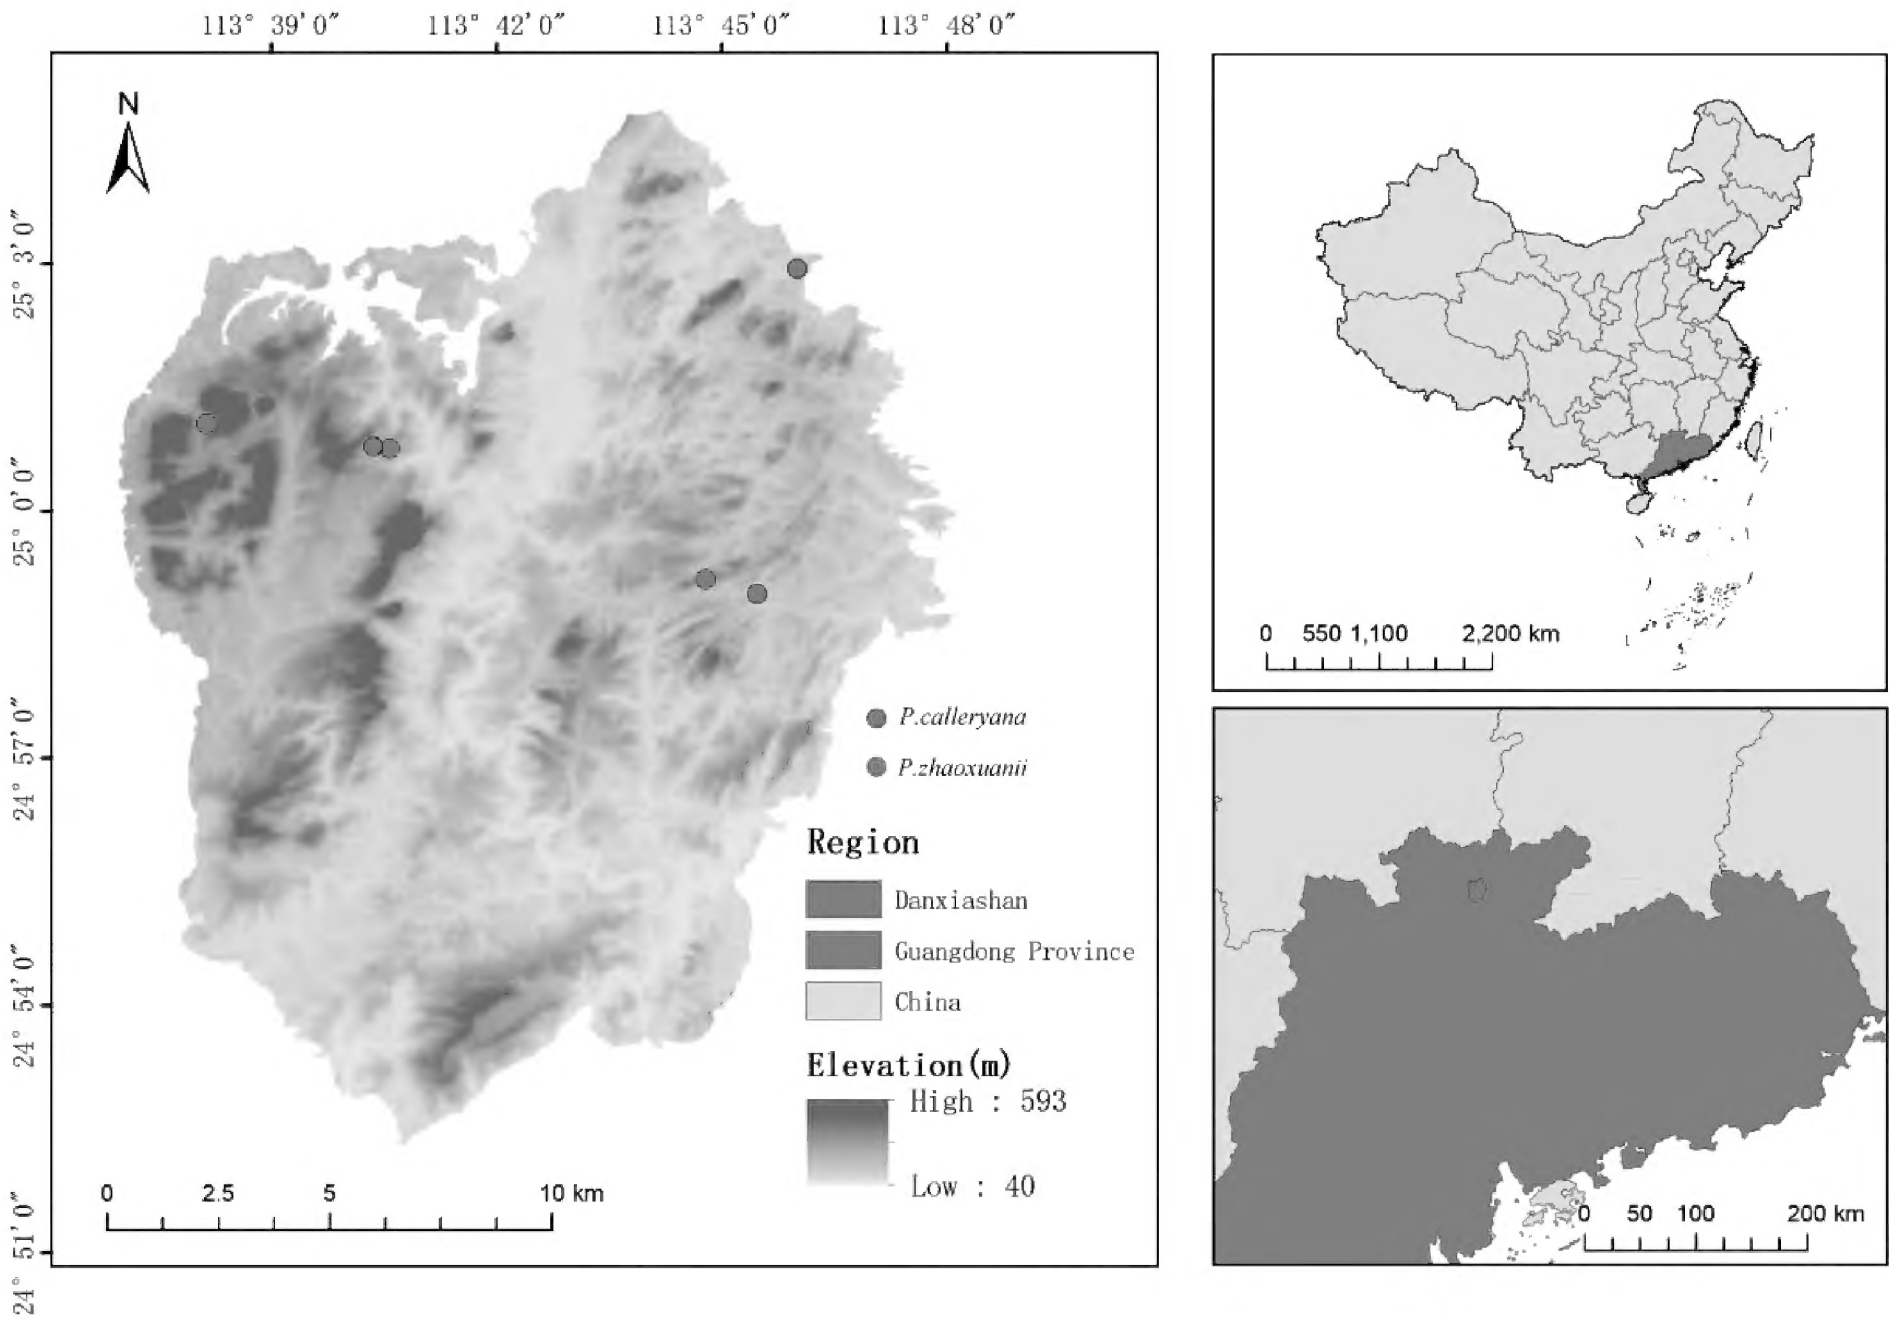 113° 39′0″ 113° 42′0″ 113° 45′0″ 113° 48′0″
N
25° 3′0″
25° 0′0″
24° 57′0″
24° 54′0″
24° 51′0″
P.calleryana
P.zhaoxuanii
Region
Danxiashan
Guangdong Province
China
Elevation(m)
High : 593
Low : 40
0 2.5 5 10 km
0 550 1,100 2,200 km
0 50 100 200 km